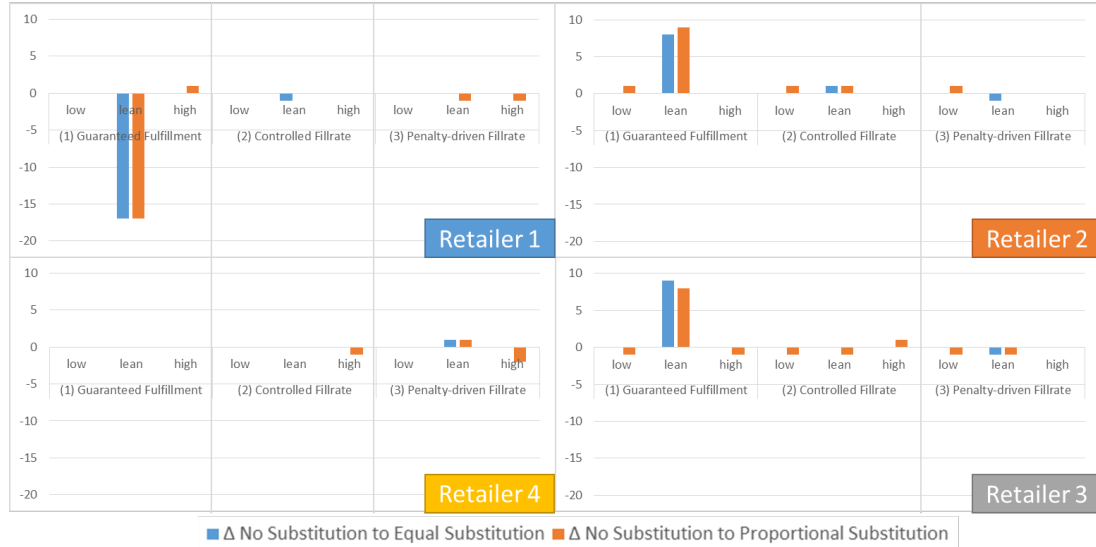 10
5
0
-5
-10
-15
-20
low lean high low lean high low lean high
(1) Guaranteed Fulfillment (2) Controlled Fillrate (3) Penalty-driven Fillrate
Retailer 1
10
5
0
-5
-10
-15
-20
low lean high low lean high low lean high
(1) Guaranteed Fulfillment (2) Controlled Fillrate (3) Penalty-driven Fillrate
Retailer 2
10
5
0
-5
-10
-15
-20
low lean high low lean high low lean high
(1) Guaranteed Fulfillment (2) Controlled Fillrate (3) Penalty-driven Fillrate
Retailer 4
10
5
0
-5
-10
-15
-20
low lean high low lean high low lean high
(1) Guaranteed Fulfillment (2) Controlled Fillrate (3) Penalty-driven Fillrate
Retailer 3
Δ No Substitution to Equal Substitution Δ No Substitution to Proportional Substitution